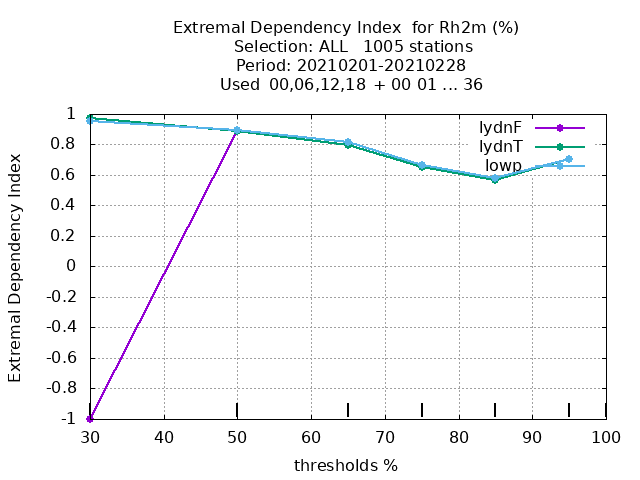 Extremal Dependency Index  for Rh2m (%)
Selection: ALL   1005 stations
Period: 20210201-20210228
Used  00,06,12,18  + 00 01 ... 36
lydnF
lydnT
lowp
Extremal Dependency Index
1
0.8
0.6
0.4
0.2
0
-0.2
-0.4
-0.6
-0.8
-1
30 40 50 60 70 80 90 100
thresholds %